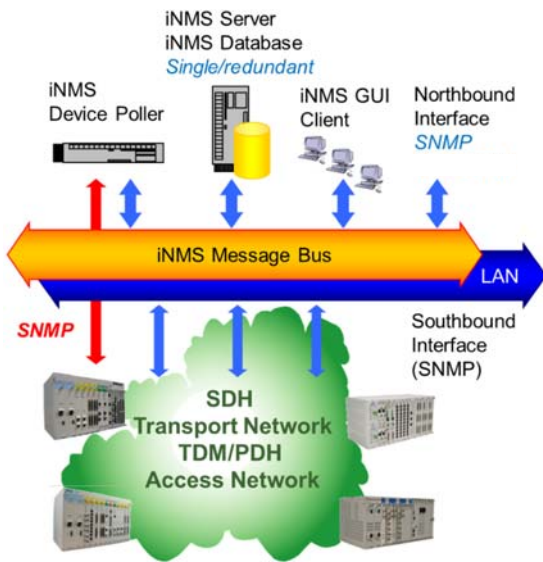 iNMS Server
iNMS Database
Single/redundant
iNMS
Device Poller
iNMS GUI
Client
Northbound
Interface
SNMP
iNMS Message Bus
LAN
SNMP
Southbound
Interface
(SNMP)
SDH
Transport Network
TDM/PDH
Access Network